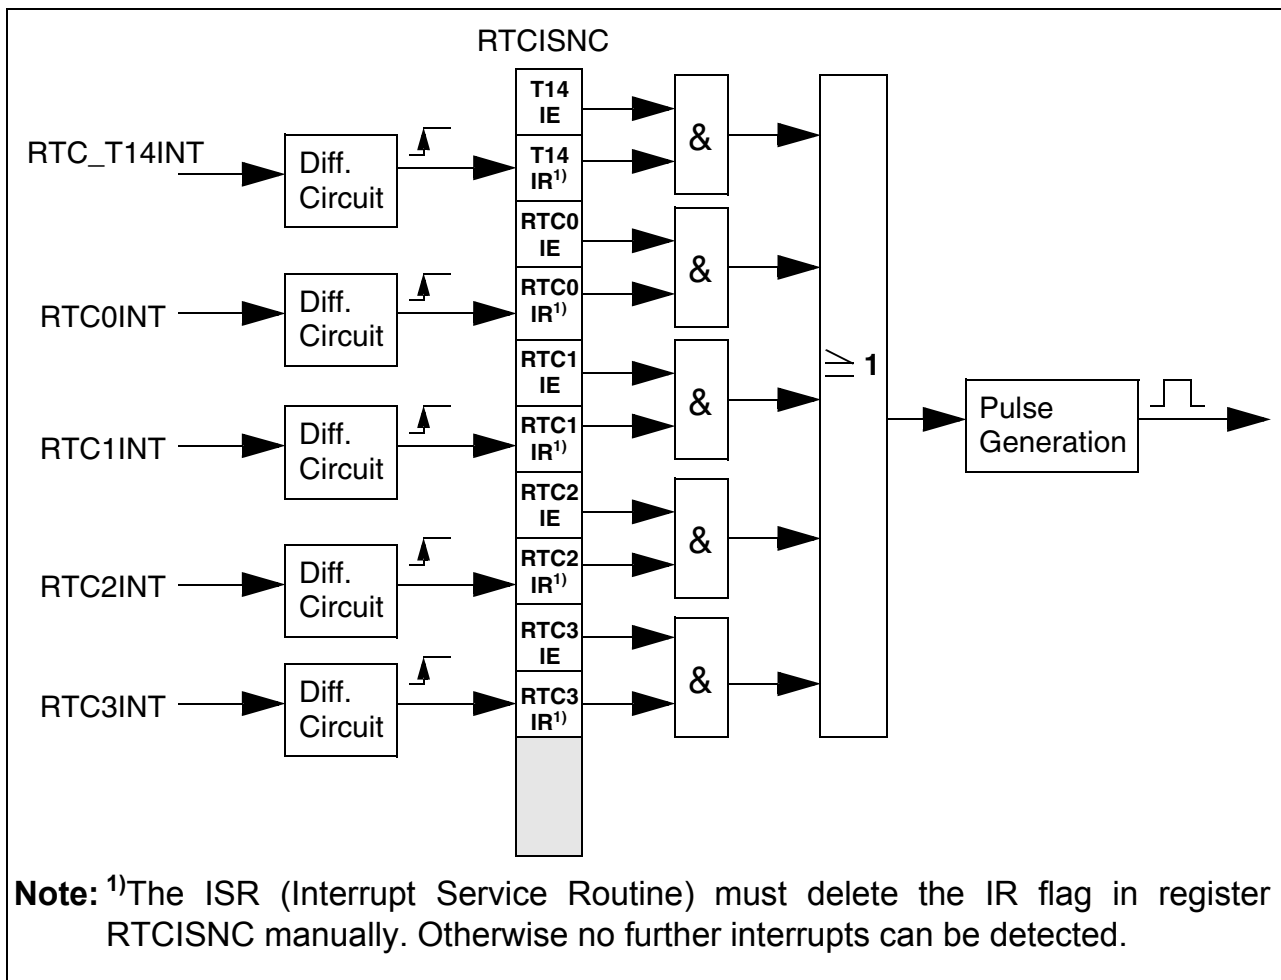 RTCISNC
T14
IE
RTC_T14INT
Diff.
Circuit
T14
IR1)
&
RTC0
IE
RTC0INT
Diff.
Circuit
RTC0
IR1)
&
RTC1
IE
RTC1INT
Diff.
Circuit
RTC1
IR1)
&
≥ 1
Pulse
Generation
RTC2
IE
RTC2INT
Diff.
Circuit
RTC2
IR1)
&
RTC3
IE
RTC3INT
Diff.
Circuit
RTC3
IR1)
&
Note: 1)The ISR (Interrupt Service Routine) must delete the IR flag in register
RTCISNC manually. Otherwise no further interrupts can be detected.